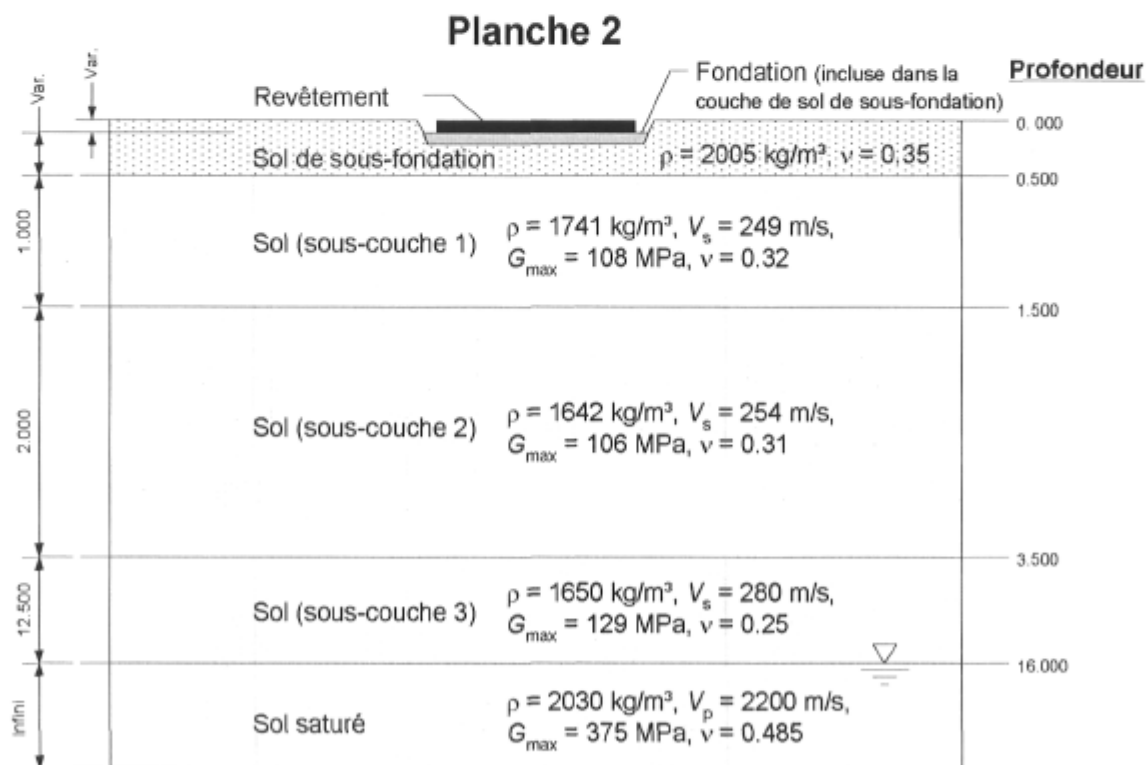 Planche 2
Var.
Var.
Revêtement
Fondation (incluse dans la
couche de sol de sous-fondation)
Profondeur
0.000
Sol de sous-fondation
ρ = 2005 kg/m³, ν = 0.35
0.500
1.000
Sol (sous-couche 1)
ρ = 1741 kg/m³, Vs = 249 m/s,
Gmax = 108 MPa, ν = 0.32
1.500
2.000
Sol (sous-couche 2)
ρ = 1642 kg/m³, Vs = 254 m/s,
Gmax = 106 MPa, ν = 0.31
3.500
12.500
Sol (sous-couche 3)
ρ = 1650 kg/m³, Vs = 280 m/s,
Gmax = 129 MPa, ν = 0.25
16.000
Infini
Sol saturé
ρ = 2030 kg/m³, Vp = 2200 m/s,
Gmax = 375 MPa, ν = 0.485